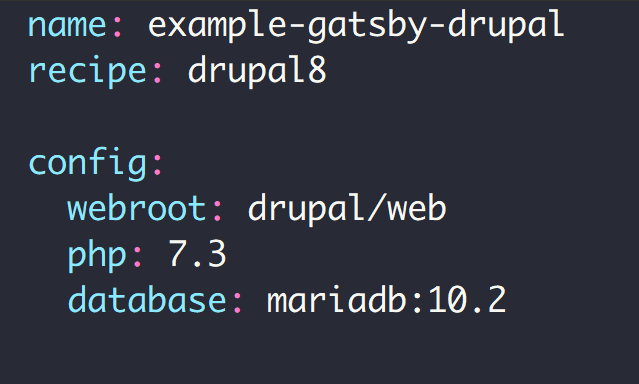 name: example-gatsby-drupal
recipe: drupal8
config:
  webroot: drupal/web
  php: 7.3
  database: mariadb:10.2